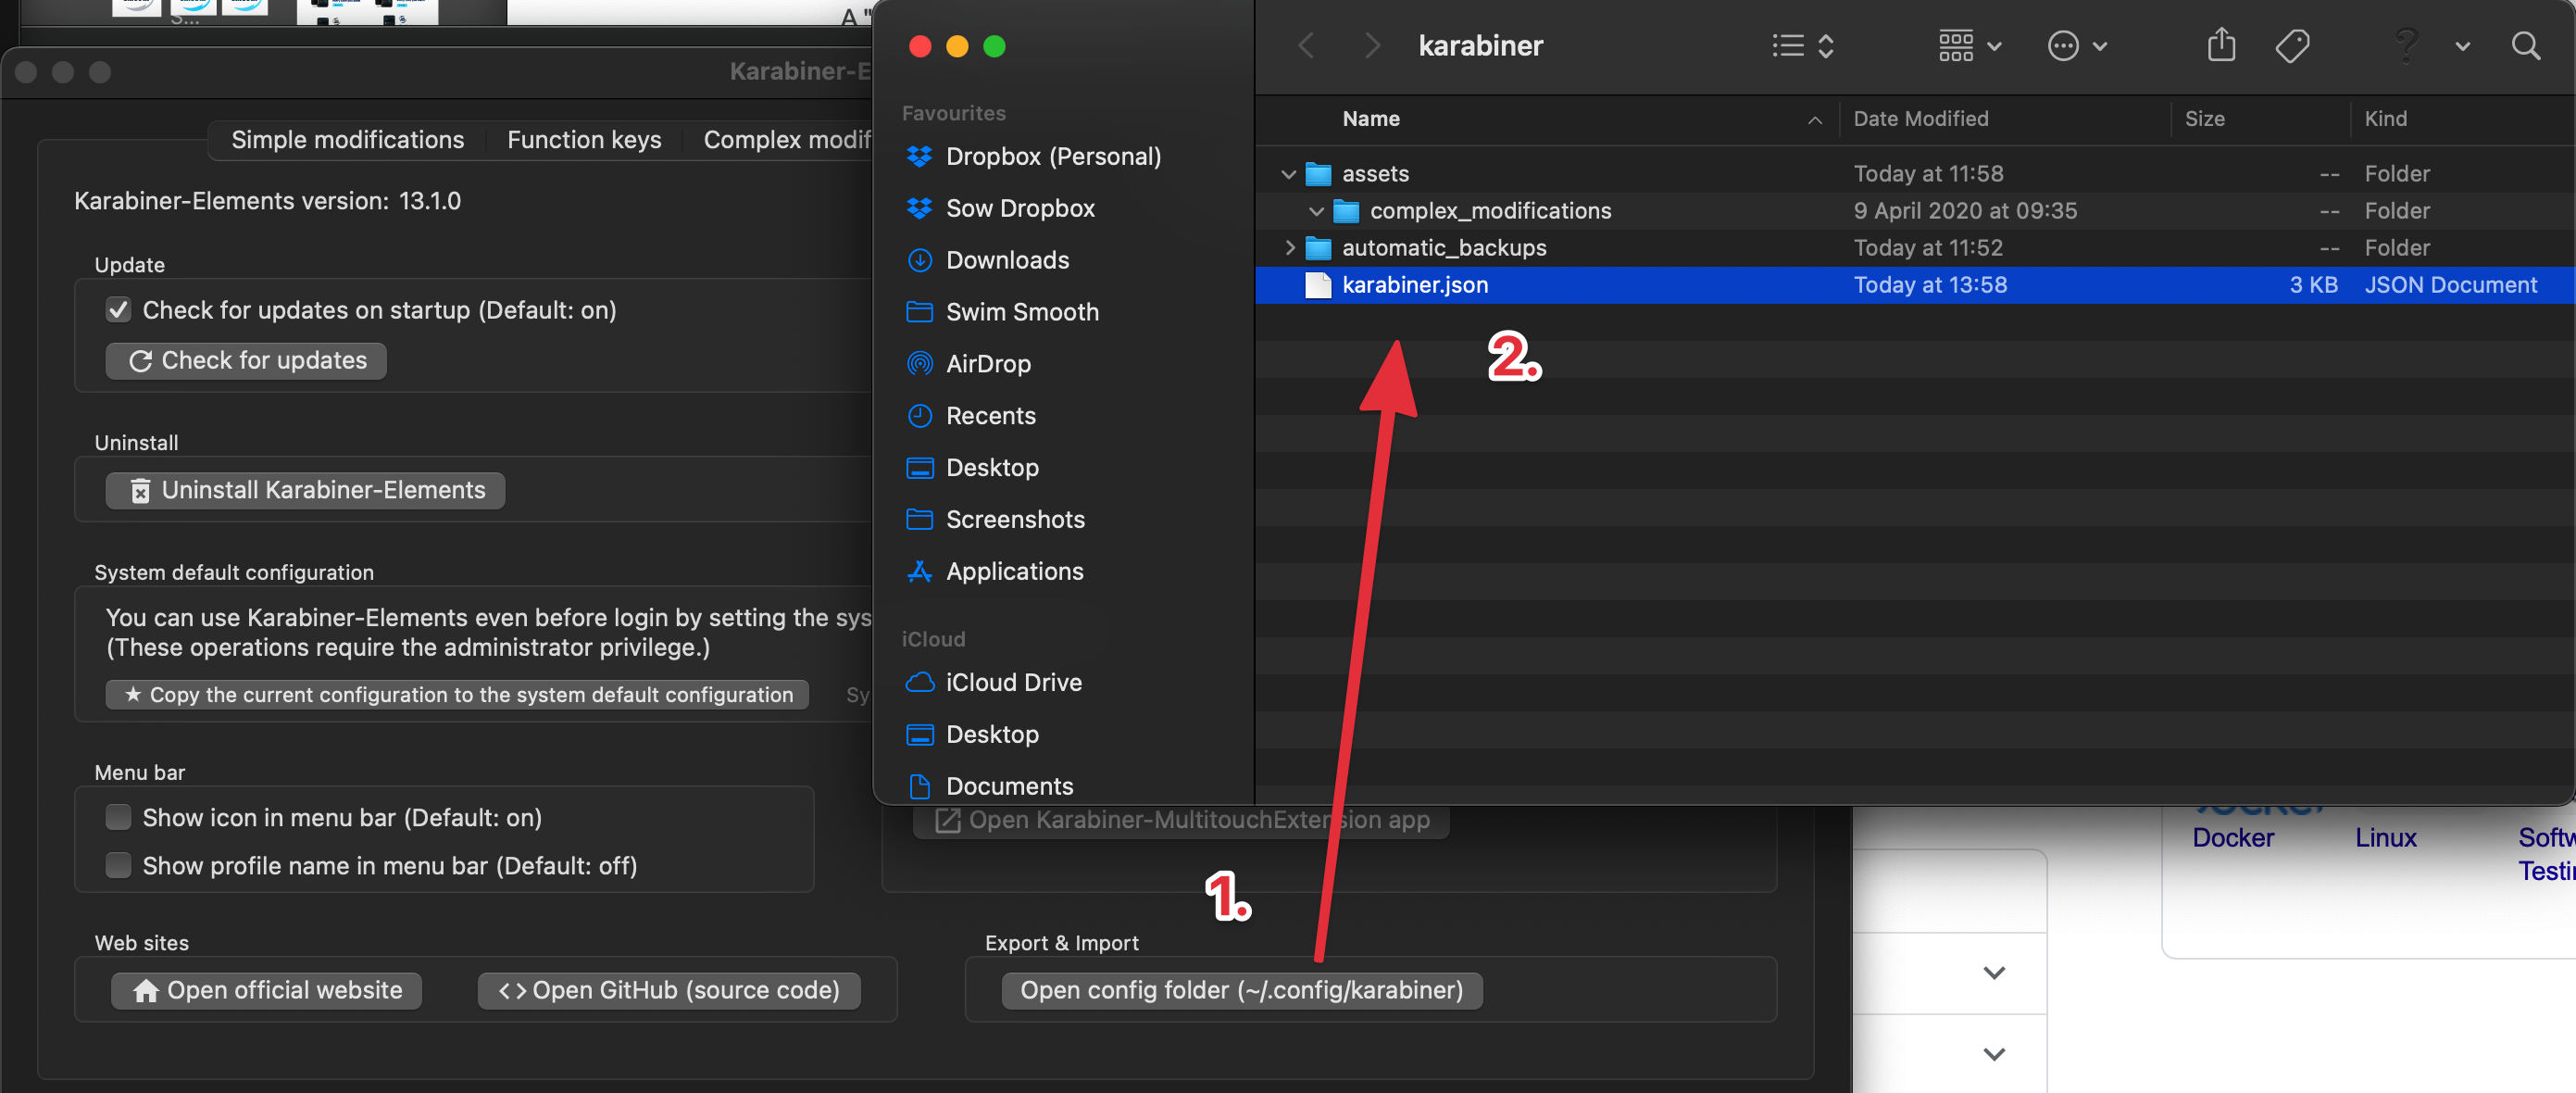 S...
A "
Karabiner-E
Simple modifications
Function keys
Complex modif
Karabiner-Elements version: 13.1.0
Update
Check for updates on startup (Default: on)
Check for updates
Uninstall
Uninstall Karabiner-Elements
System default configuration
You can use Karabiner-Elements even before login by setting the sys
(These operations require the administrator privilege.)
Copy the current configuration to the system default configuration
Sy
Menu bar
Show icon in menu bar (Default: on)
Show profile name in menu bar (Default: off)
Open Karabiner-MultitouchExtension app
Web sites
Open official website
Open GitHub (source code)
Export & Import
Open config folder (~/.config/karabiner)
1.
Favourites
Dropbox (Personal)
Sow Dropbox
Downloads
Swim Smooth
AirDrop
Recents
Desktop
Screenshots
Applications
iCloud
iCloud Drive
Desktop
Documents
karabiner
Name
Date Modified
Size
Kind
assets
Today at 11:58
--
Folder
complex_modifications
9 April 2020 at 09:35
--
Folder
automatic_backups
Today at 11:52
--
Folder
karabiner.json
Today at 13:58
3 KB
JSON Document
2.
Docker
Linux
Softw
Testin